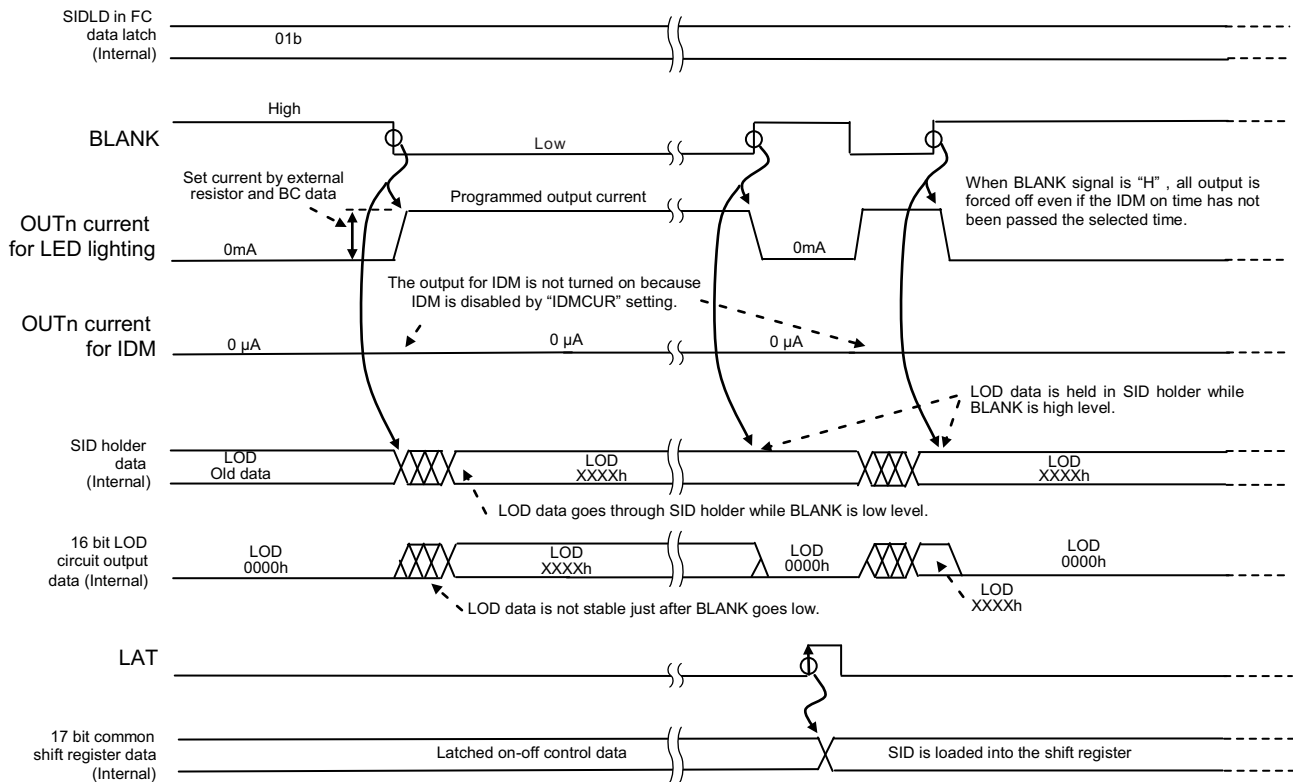 SIDLD in FC
data latch
(Internal)
01b
High
BLANK
Low
Set current by external
resistor and BC data
Programmed output current
When BLANK signal is “H” , all output is
forced off even if the IDM on time has not
been passed the selected time.
OUTn current
for LED lighting
0mA
0mA
The output for IDM is not turned on because
IDM is disabled by “IDMCUR” setting.
OUTn current
for IDM
0 µA
0 µA
0 µA
LOD data is held in SID holder while
BLANK is high level.
SID holder
data
(Internal)
LOD
Old data
LOD
XXXXh
LOD
XXXXh
LOD data goes through SID holder while BLANK is low level.
16 bit LOD
circuit output
data (Internal)
LOD
0000h
LOD
XXXXh
LOD
0000h
LOD
0000h
LOD
XXXXh
LOD data is not stable just after BLANK goes low.
LAT
17 bit common
shift register data
(Internal)
Latched on-off control data
SID is loaded into the shift register